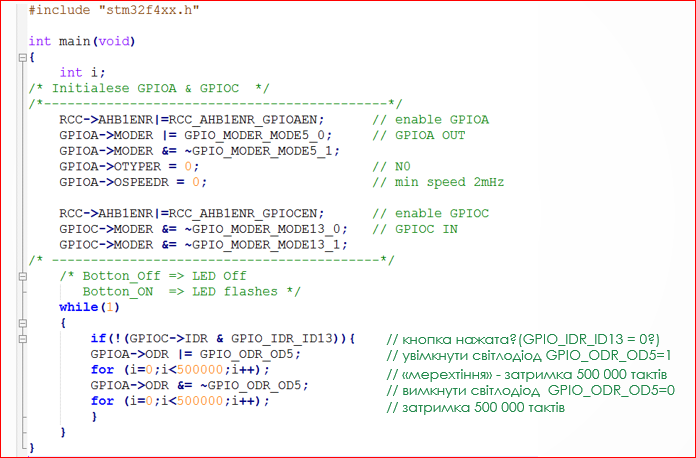 #include "stm32f4xx.h"
int main(void)
{
int i;
/* Initialese GPIOA & GPIOC */
/*-------------------------------------------*/
RCC->AHB1ENR|=RCC_AHB1ENR_GPIOAEN; // enable GPIOA
GPIOA->MODER |= GPIO_MODER_MODE5_0; // GPIOA OUT
GPIOA->MODER &= ~GPIO_MODER_MODE5_1;
GPIOA->OTYPER = 0; // N0
GPIOA->OSPEEDR = 0; // min speed 2mHz
RCC->AHB1ENR|=RCC_AHB1ENR_GPIOCEN; // enable GPIOC
GPIOC->MODER &= ~GPIO_MODER_MODE13_0; // GPIOC IN
GPIOC->MODER &= ~GPIO_MODER_MODE13_1;
/* -----------------------------------------*/
/* Botton_Off => LED Off
Botton_ON => LED flashes */
while(1)
{
if(!(GPIOC->IDR & GPIO_IDR_ID13)){ // кнопка нажата?(GPIO_IDR_ID13 = 0?)
GPIOA->ODR |= GPIO_ODR_OD5; // увімкнути світлодіод GPIO_ODR_OD5=1
for (i=0;i<500000;i++); // «мерехтіння» - затримка 500 000 тактів
GPIOA->ODR &= ~GPIO_ODR_OD5; // вимкнути світлодіод GPIO_ODR_OD5=0
for (i=0;i<500000;i++); // затримка 500 000 тактів
}
}
}